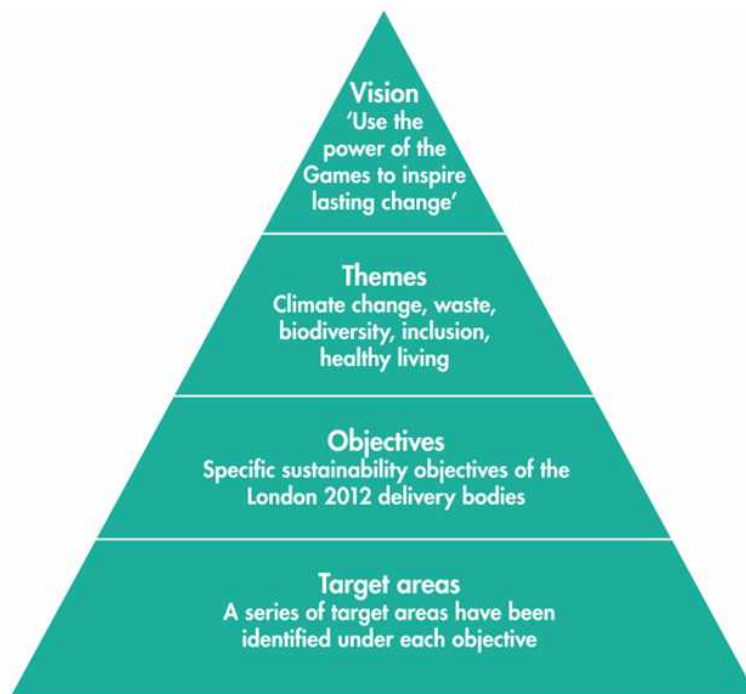 Vision
‘Use the
power of the
Games to inspire
lasting change’
Themes
Climate change, waste,
biodiversity, inclusion,
healthy living
Objectives
Specific sustainability objectives of the
London 2012 delivery bodies
Target areas
A series of target areas have been
identified under each objective